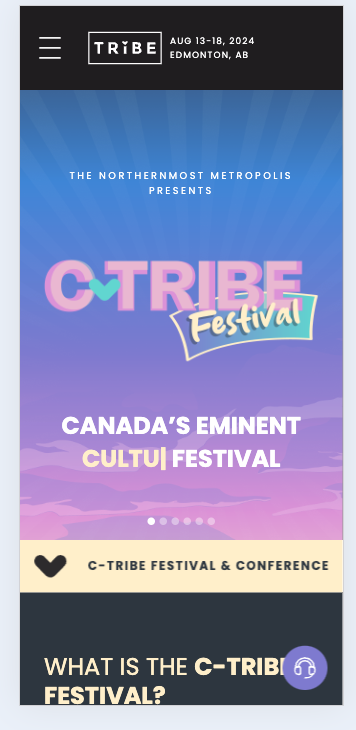 TRIBE
AUG 13-18, 2024
EDMONTON, AB
THE NORTHERNMOST METROPOLIS
PRESENTS
C TRIBE
Festival
CANADA'S EMINENT
CULTU| FESTIVAL
C-TRIBE FESTIVAL & CONFERENCE
WHAT IS THE C-TRIBE
FESTIVAL?